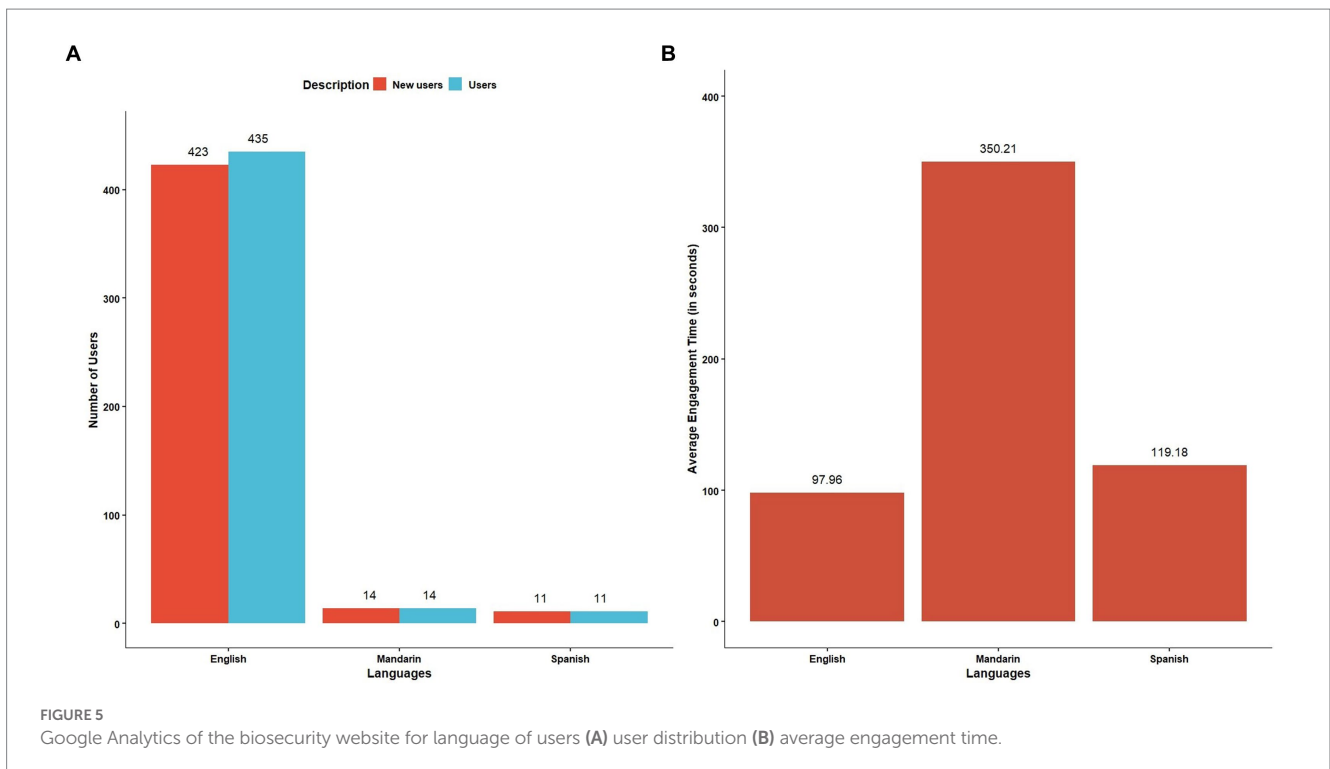 A
Description New users Users
Number of Users
400
300
200
100
0
423
435
14
14
11
11
English Mandarin Spanish
Languages
B
Average Engagement Time (in seconds)
400
300
200
100
0
97.96
350.21
119.18
English Mandarin Spanish
Languages
FIGURE 5
Google Analytics of the biosecurity website for language of users (A) user distribution (B) average engagement time.